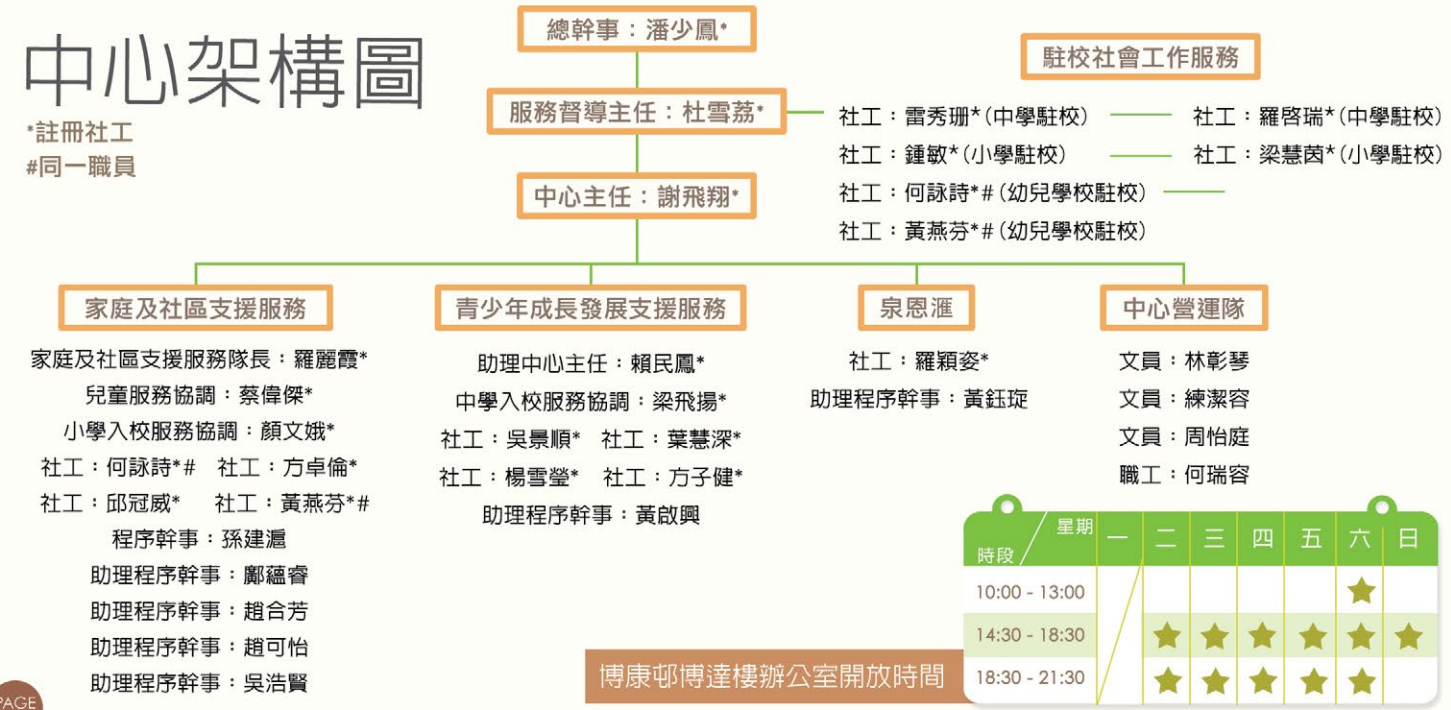 中心架構圖
*註冊社工
#同一職員
總幹事：潘少鳳*
服務督導主任：杜雪荔*
中心主任：謝飛翔*
駐校社會工作服務
社工：雷秀珊*(中學駐校) 社工：羅啓瑞*(中學駐校)
社工：鍾敏*(小學駐校) 社工：梁慧茵*(小學駐校)
社工：何詠詩*#(幼兒學校駐校)
社工：黃燕芬*#(幼兒學校駐校)
家庭及社區支援服務
家庭及社區支援服務隊長：羅麗霞*
兒童服務協調：蔡偉傑*
小學入校服務協調：顏文娥*
社工：何詠詩*# 社工：方卓倫*
社工：邱冠威* 社工：黃燕芬*#
程序幹事：孫建滬
助理程序幹事：鄺蘊睿
助理程序幹事：趙合芳
助理程序幹事：趙可怡
助理程序幹事：吳浩賢
青少年成長發展支援服務
助理中心主任：賴民鳳*
中學入校服務協調：梁飛揚*
社工：吳景順* 社工：葉慧深*
社工：楊雪瑩* 社工：方子健*
助理程序幹事：黃啟興
泉恩滙
社工：羅穎姿*
助理程序幹事：黃鈺琁
中心營運隊
文員：林彰琴
文員：練潔容
文員：周怡庭
職工：何瑞容
博康邨博達樓辦公室開放時間
時段 星期 一 二 三 四 五 六 日
10:00 - 13:00
14:30 - 18:30
18:30 - 21:30
PAGE